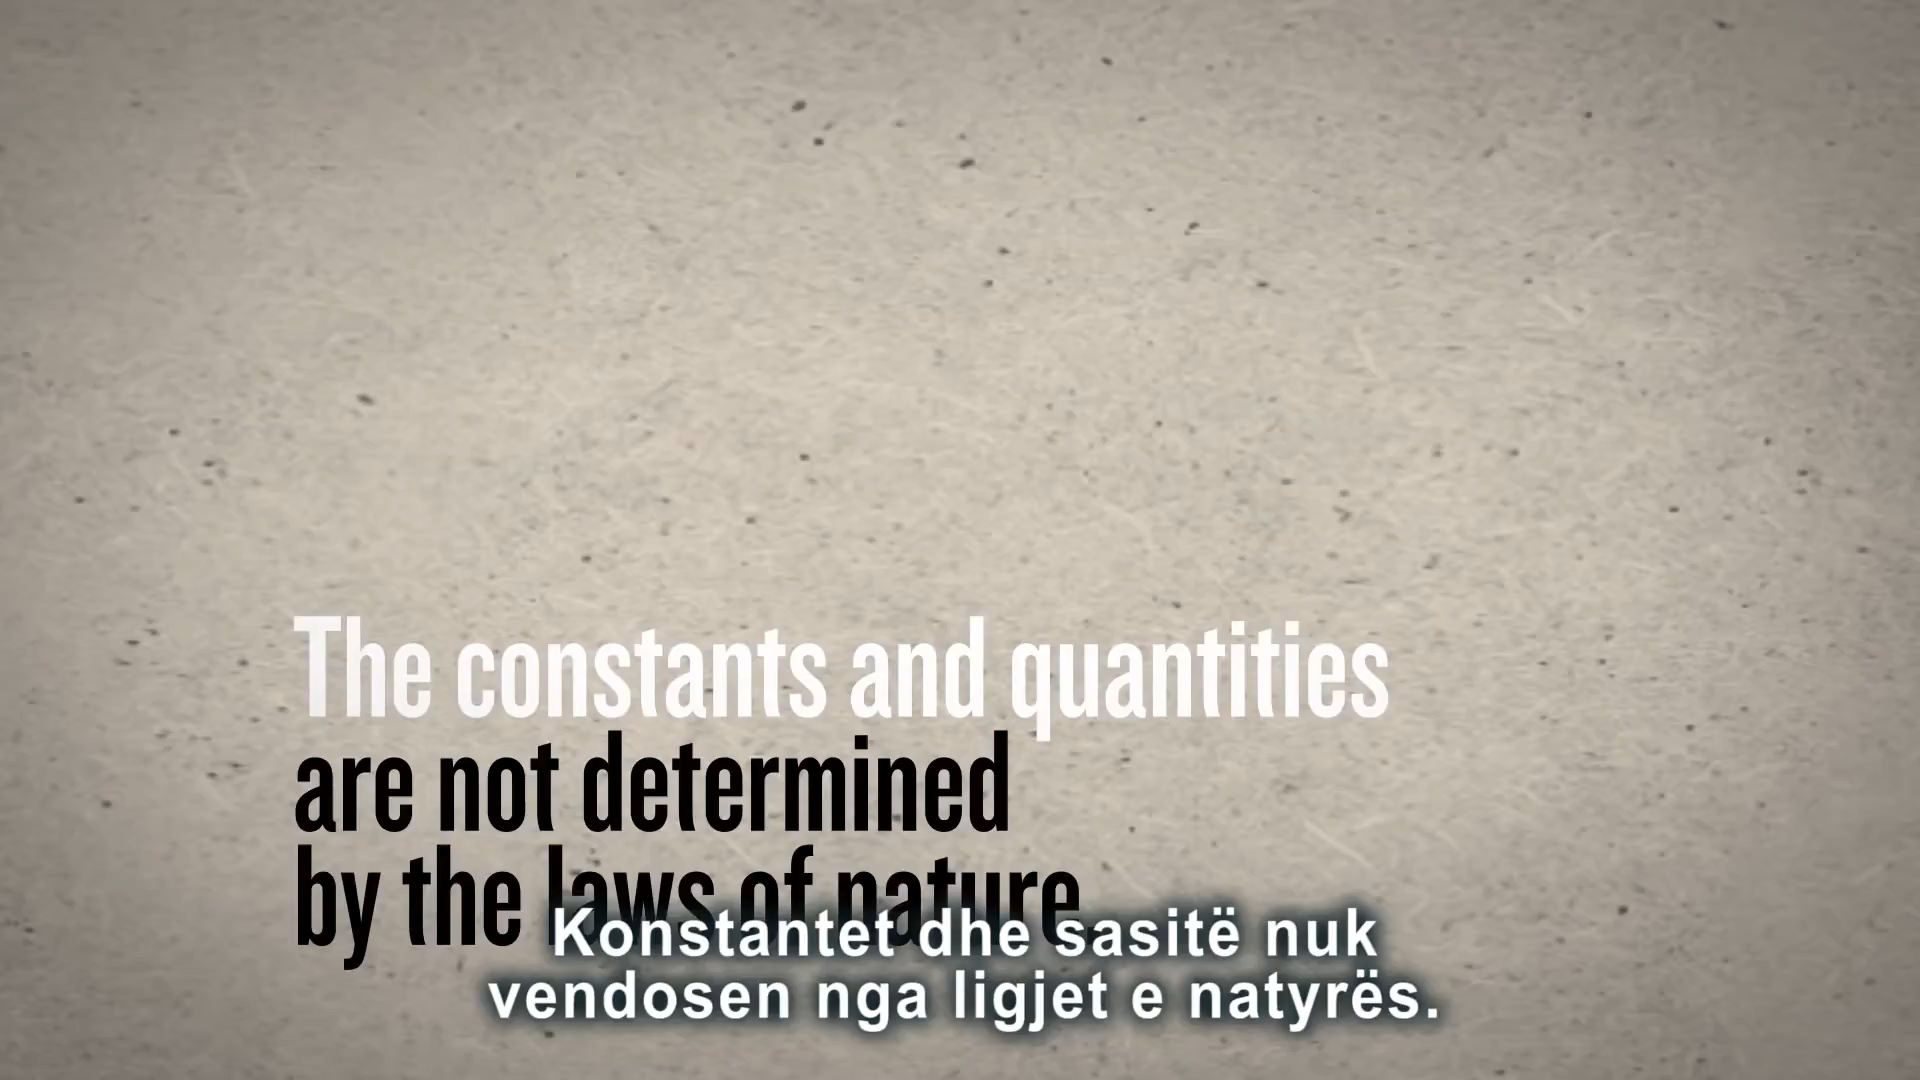 The constants and quantities
are not determined
by the laws of nature.
Konstantet dhe sasitë nuk
vendosen nga ligjet e natyrës.